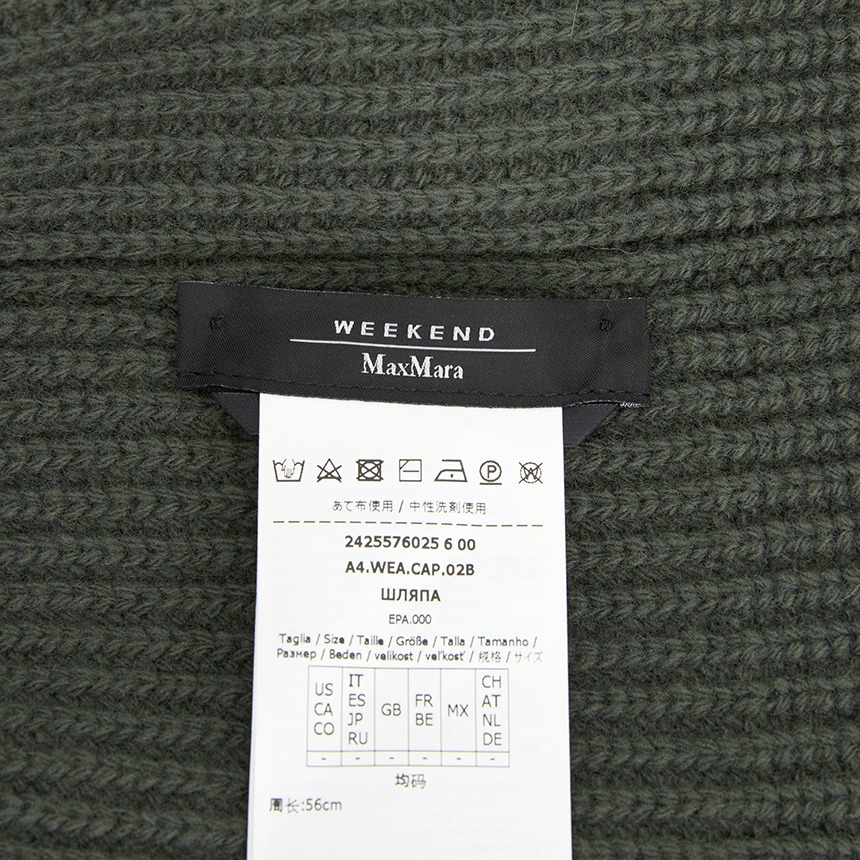 WEEKEND
MaxMara
あて布使用 / 中性洗剤使用
2425576025 6 00
A4.WEA.CAP.02B
ШЛЯПА
EPA.000
Taglia / Size / Taille / Größe / Talla / Tamanho /
Размер / Beden / velikost / veľkosť / 规格 / サイズ
US CA CO IT ES JP RU GB FR BE MX CH AT NL DE
- - - - - -
均码
周长:56cm